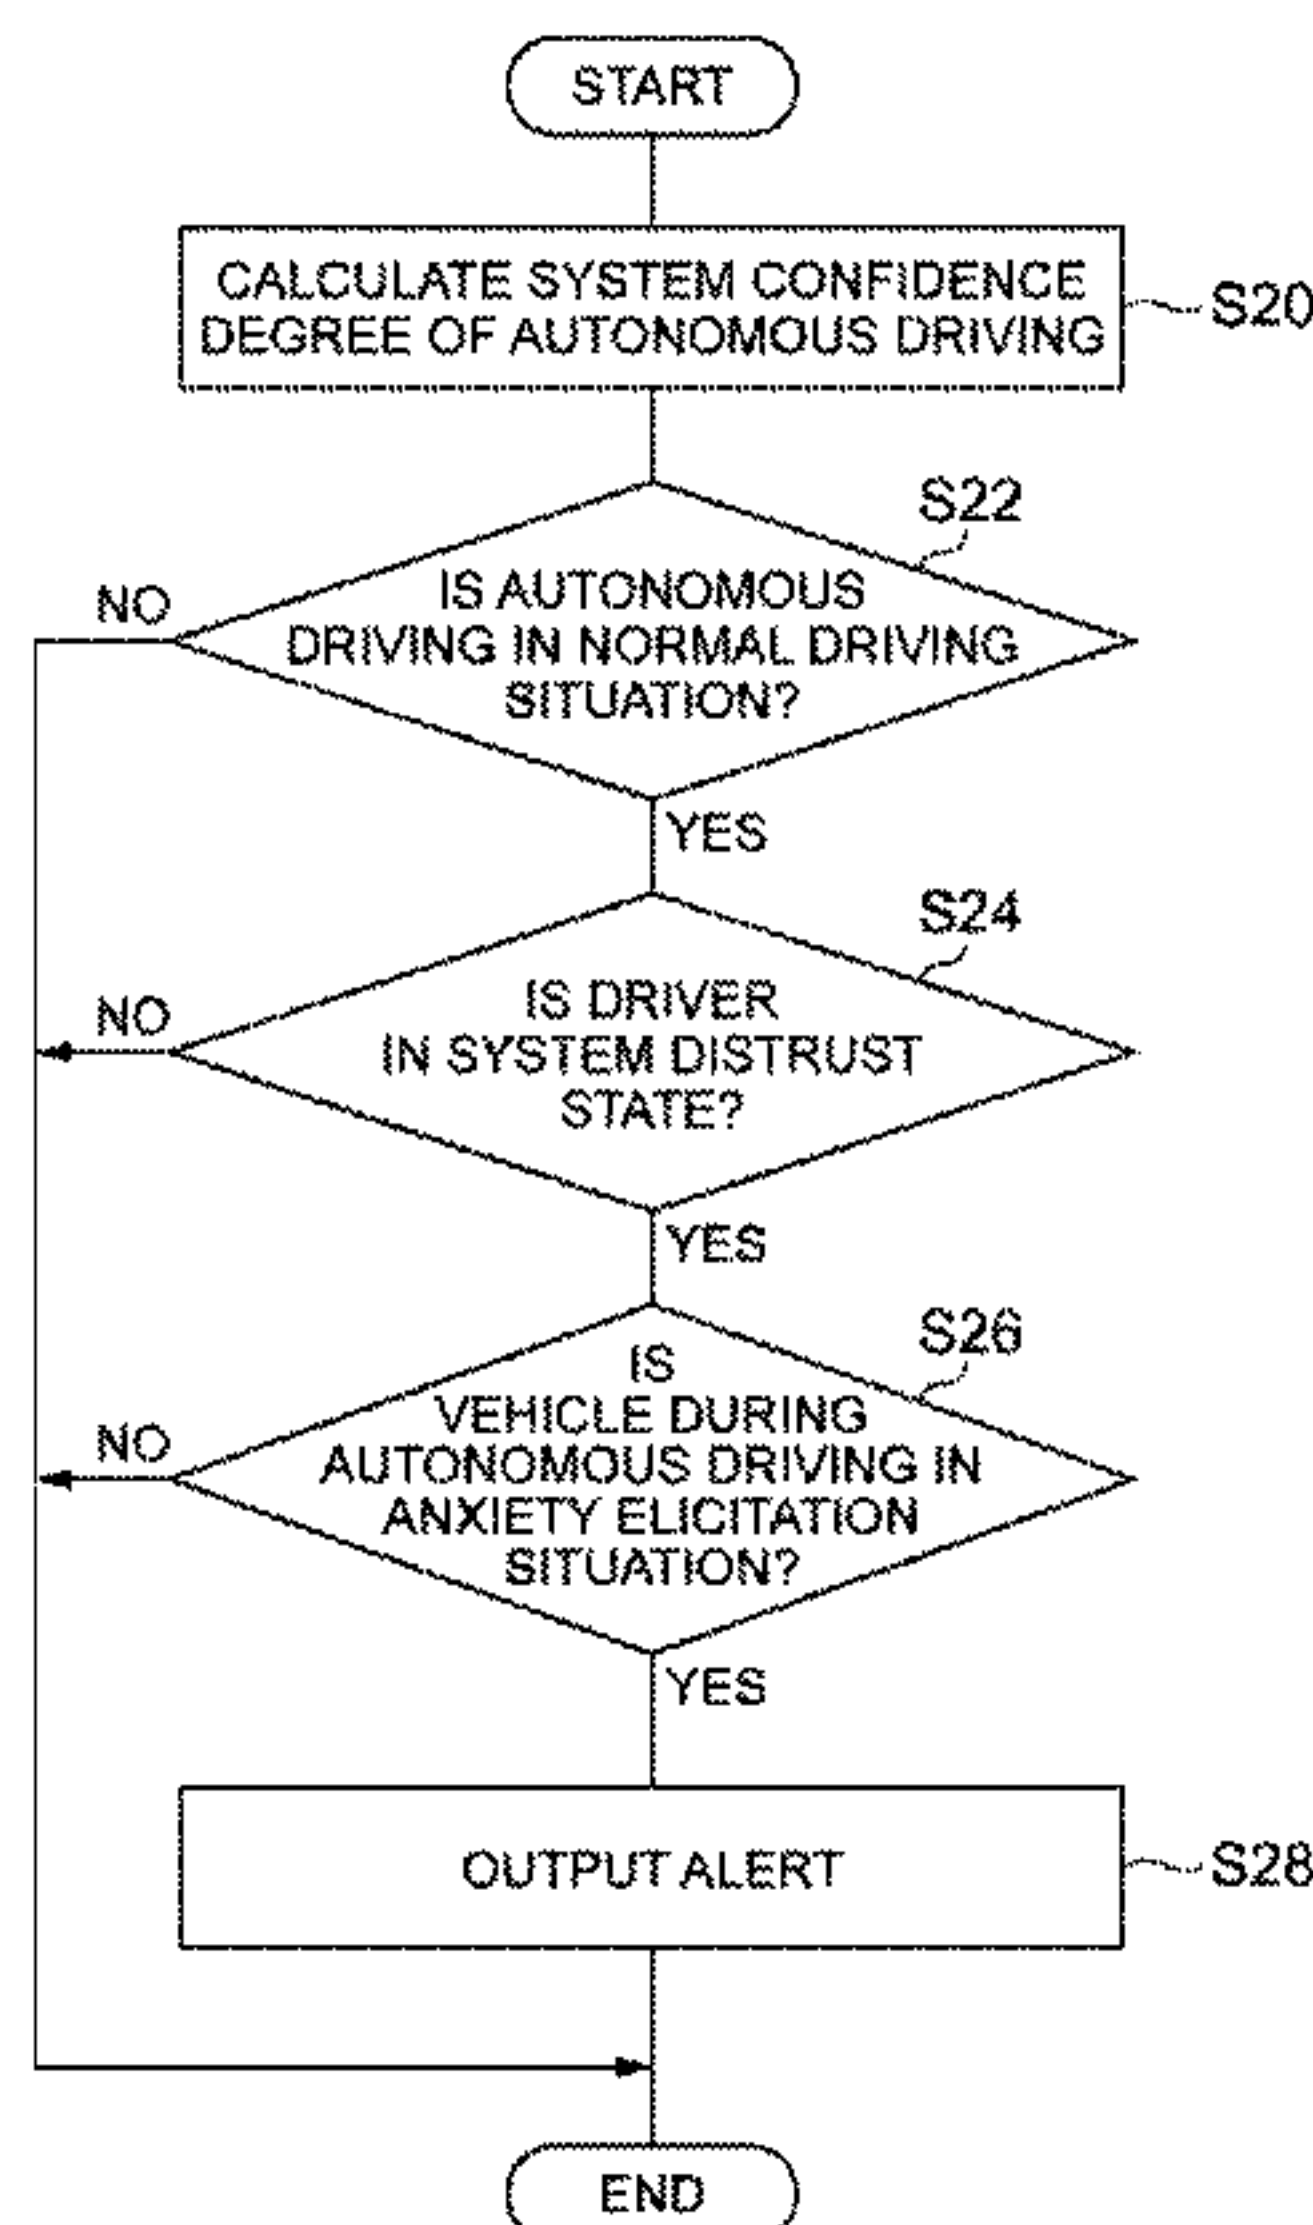 START
CALCULATE SYSTEM CONFIDENCE
DEGREE OF AUTONOMOUS DRIVING
S20
S22
NO
IS AUTONOMOUS
DRIVING IN NORMAL DRIVING
SITUATION?
YES
S24
NO
IS DRIVER
IN SYSTEM DISTRUST
STATE?
YES
S26
IS
VEHICLE DURING
NO
AUTONOMOUS DRIVING IN
ANXIETY ELICITATION
SITUATION?
YES
OUTPUT ALERT
S28
END